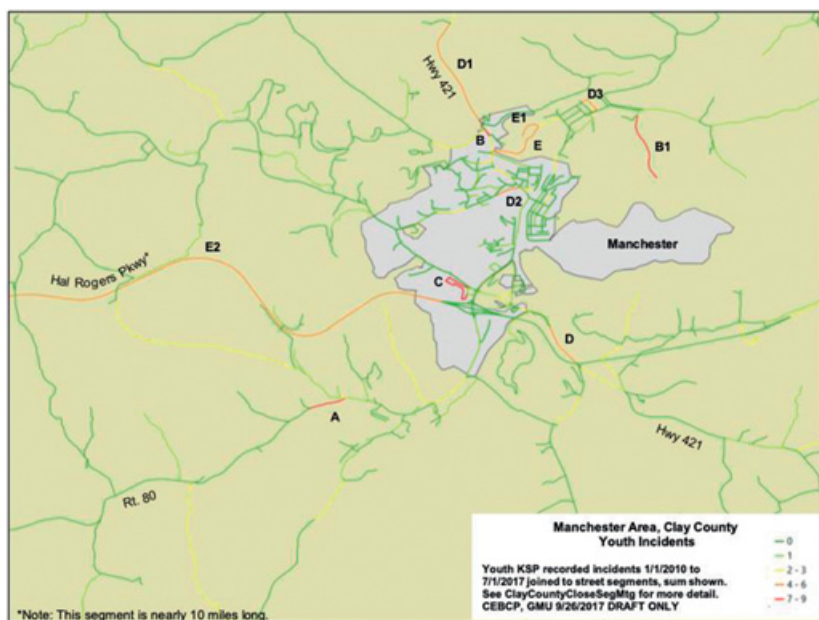 D1
Hwy 421
D3
E1
B
E
B1
D2
Manchester
E2
Hal Rogers Pkwy*
C
D
A
Hwy 421
Rt. 80
Manchester Area, Clay County
Youth Incidents
Youth KSP recorded incidents 1/1/2010 to
7/1/2017 joined to street segments, sum shown.
See ClayCountyCloseSegMtg for more detail.
CEBCP, GMU 9/26/2017 DRAFT ONLY
0
1
2 - 3
4 - 6
7 - 9
*Note: This segment is nearly 10 miles long.